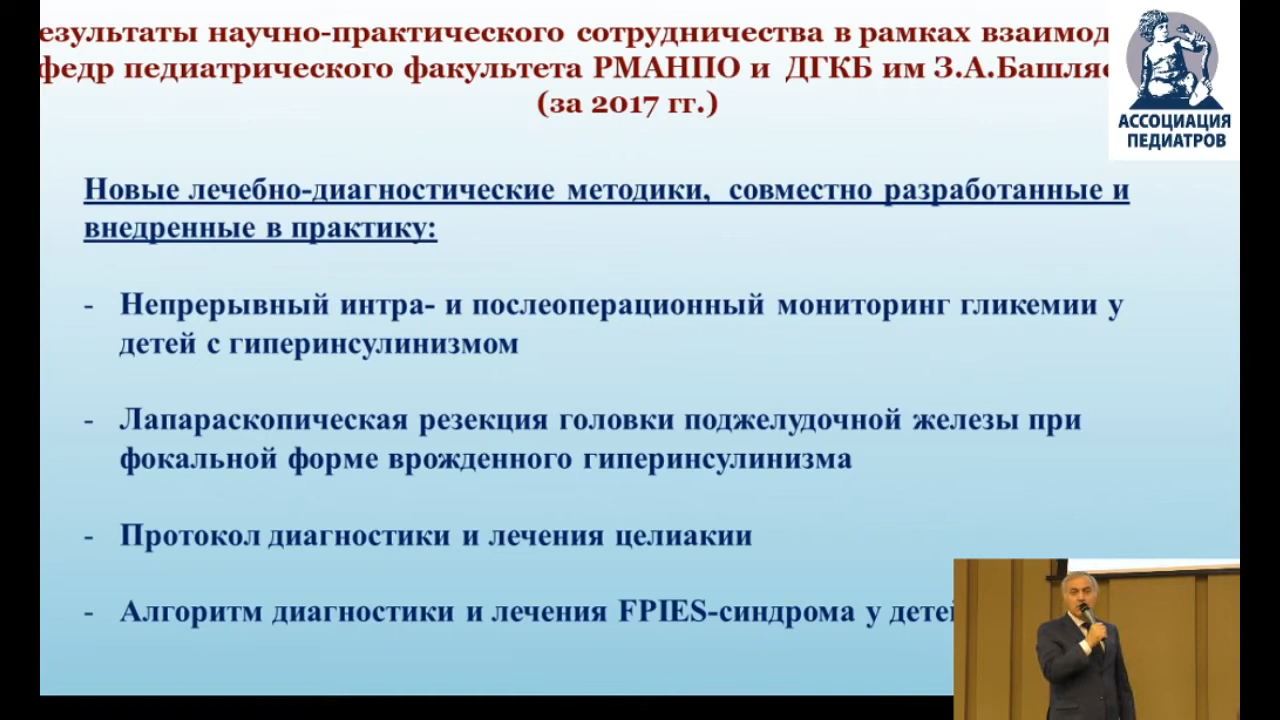 езультаты научно-практического сотрудничества в рамках взаимод
федр педиатрического факультета РМАНПО и ДГКБ им З.А.Башляе
(за 2017 гг.)
АССОЦИАЦИЯ
ПЕДИАТРОВ
Новые лечебно-диагностические методики, совместно разработанные и
внедренные в практику:
- Непрерывный интра- и послеоперационный мониторинг гликемии у
детей с гиперинсулинизмом
- Лапараскопическая резекция головки поджелудочной железы при
фокальной форме врожденного гиперинсулинизма
- Протокол диагностики и лечения целиакии
- Алгоритм диагностики и лечения FPIES-синдрома у детей